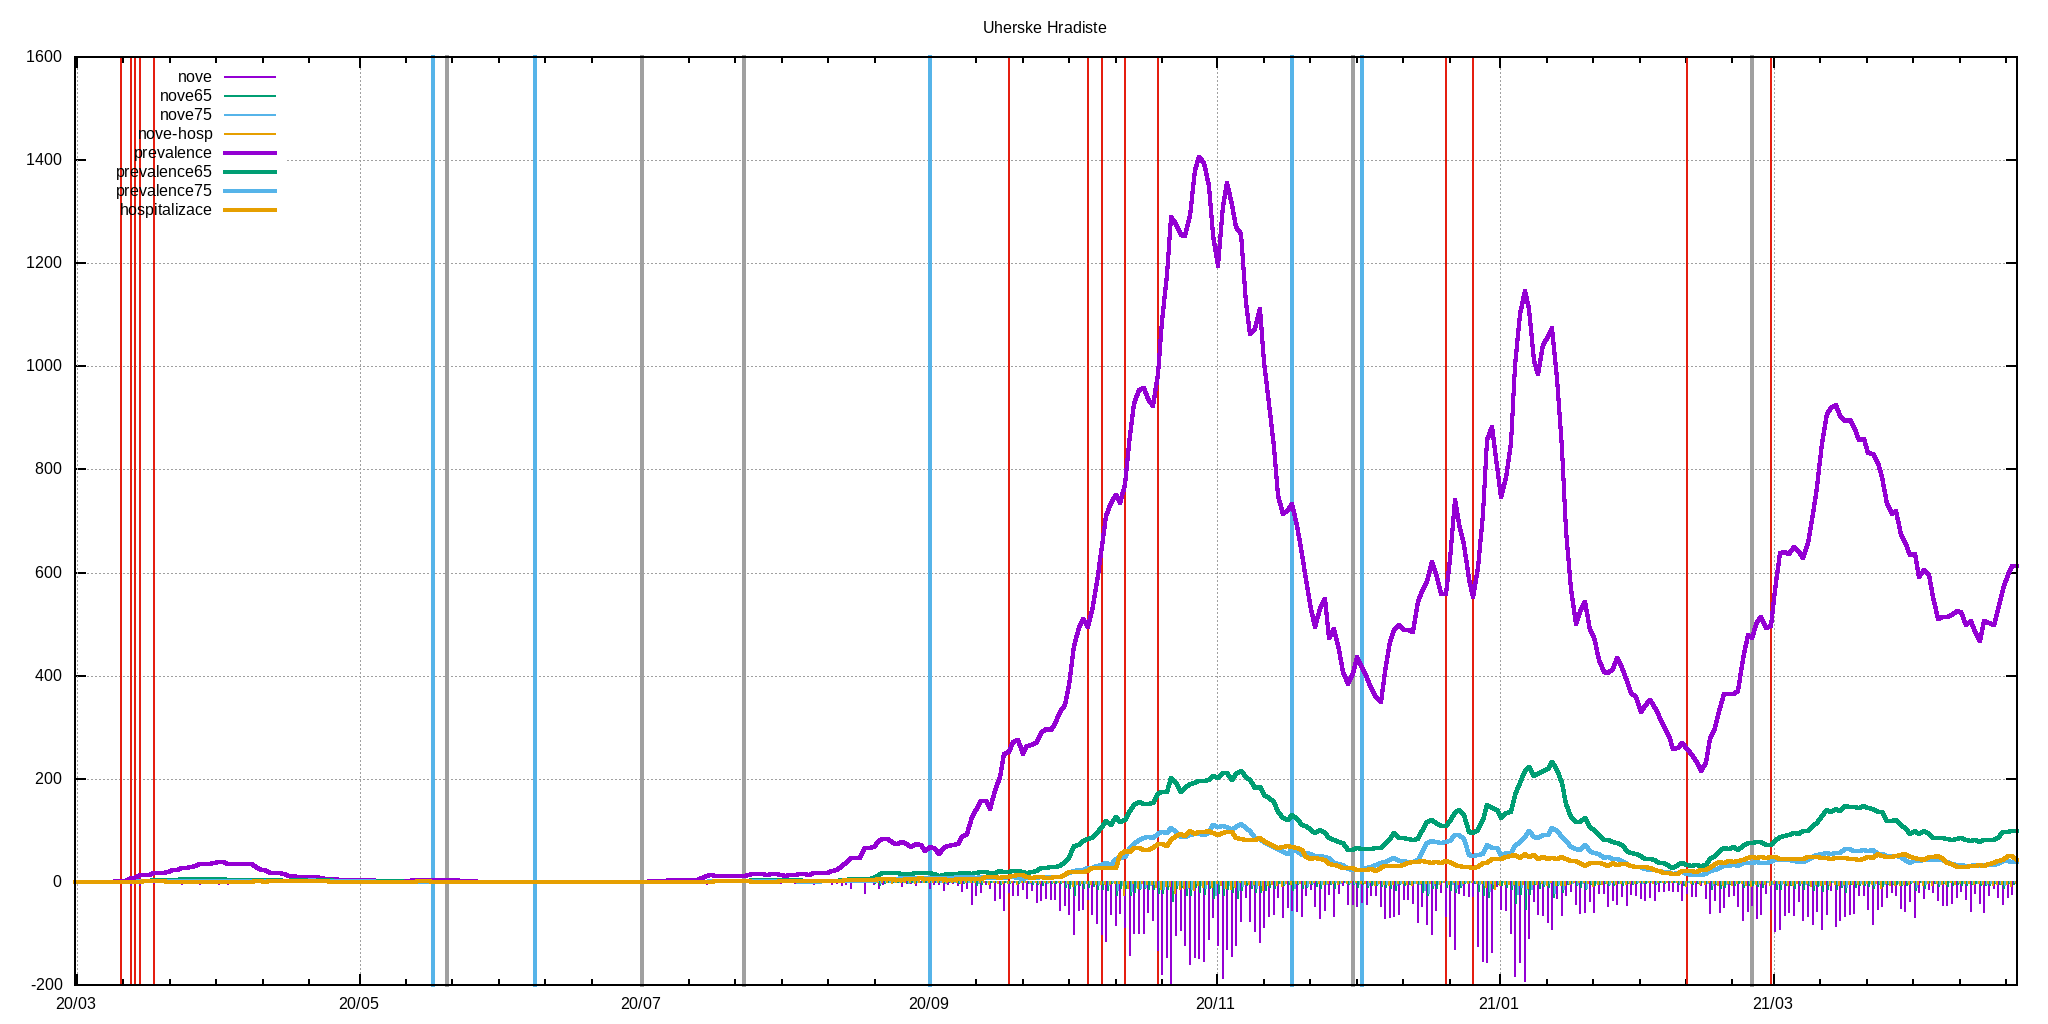 Uherske Hradiste
1600
1400
1200
1000
800
600
400
200
0
-200
nove
nove65
nove75
nove-hosp
prevalence
prevalence65
prevalence75
hospitalizace
20/03 20/05 20/07 20/09 20/11 21/01 21/03